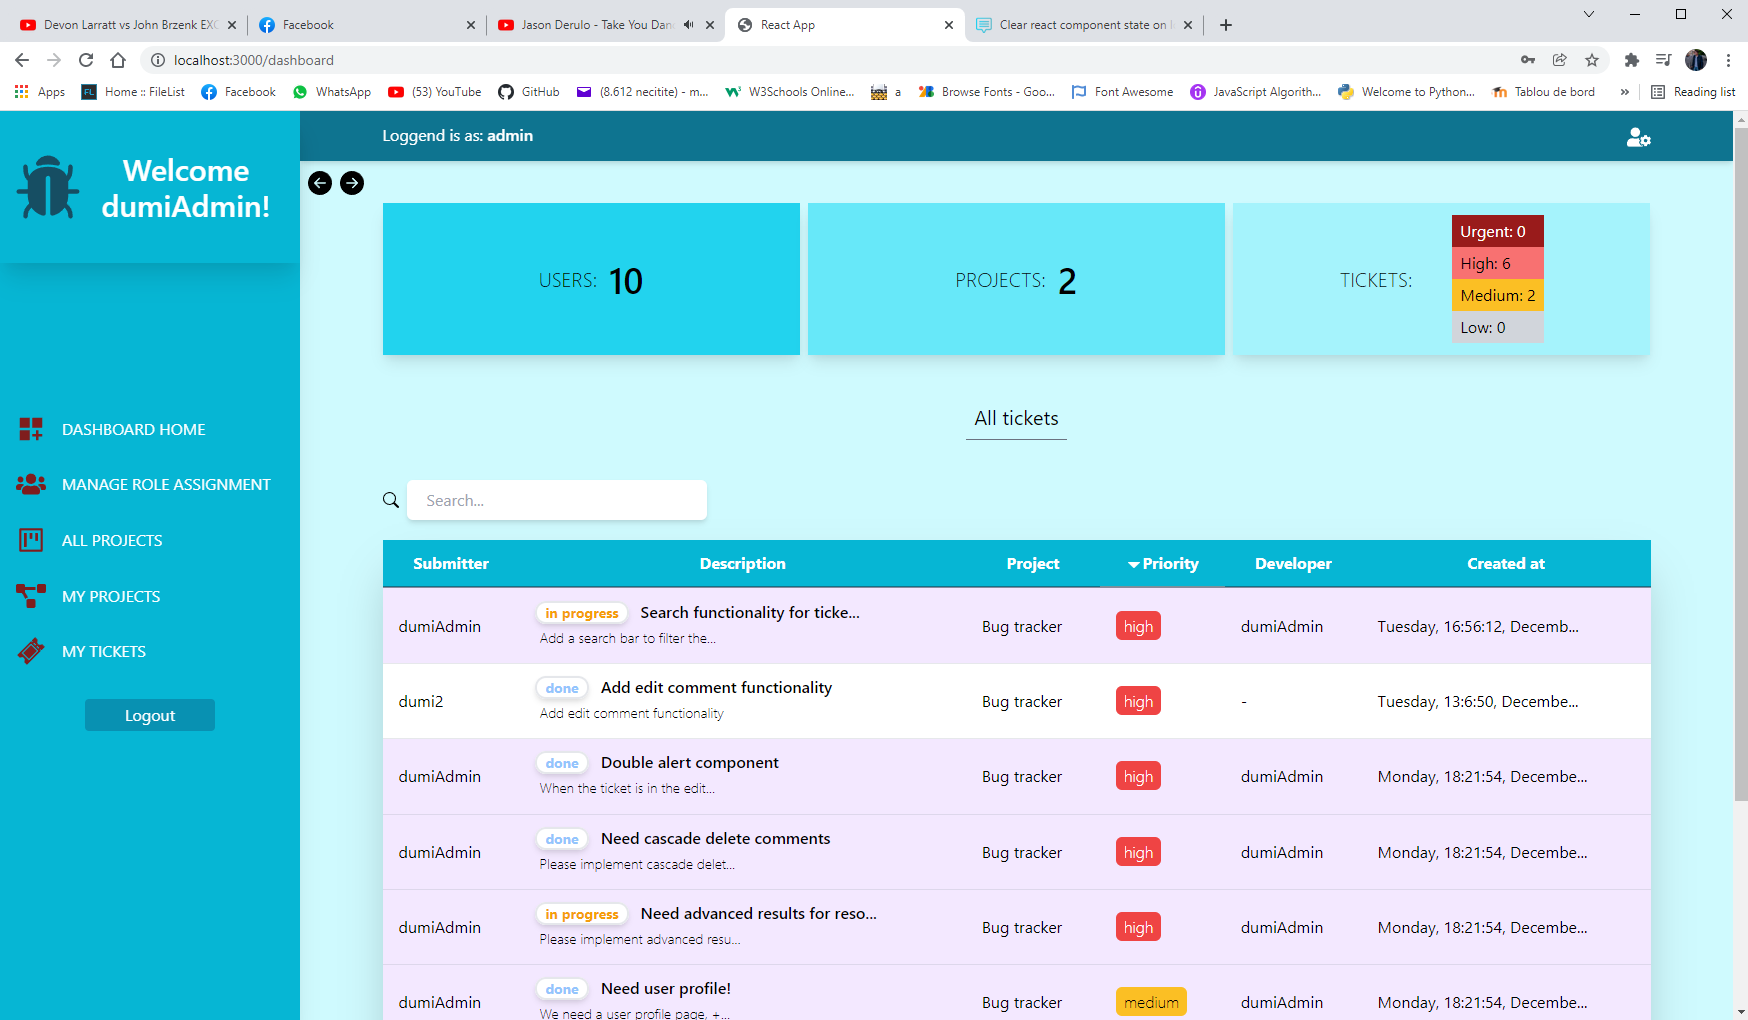 Devon Larratt vs John Brzenk EXC
Facebook
Jason Derulo - Take You Danc
React App
Clear react component state on l
localhost:3000/dashboard
Apps
FL
Home :: FileList
Facebook
WhatsApp
(53) YouTube
GitHub
(8.612 necitite) - m...
W3Schools Online...
a
Browse Fonts - Goo...
Font Awesome
JavaScript Algorith...
Welcome to Python...
Tablou de bord
»
Reading list
Welcome
dumiAdmin!
Loggend is as: admin
USERS: 10
PROJECTS: 2
TICKETS:
Urgent: 0
High: 6
Medium: 2
Low: 0
DASHBOARD HOME
MANAGE ROLE ASSIGNMENT
ALL PROJECTS
MY PROJECTS
MY TICKETS
Logout
All tickets
Search...
Submitter Description Project Priority Developer Created at
dumiAdmin in progress Search functionality for ticke... Bug tracker high dumiAdmin Tuesday, 16:56:12, Decemb...
Add a search bar to filter the...
dumi2 done Add edit comment functionality Bug tracker high - Tuesday, 13:6:50, Decembe...
Add edit comment functionality
dumiAdmin done Double alert component Bug tracker high dumiAdmin Monday, 18:21:54, Decembe...
When the ticket is in the edit...
dumiAdmin done Need cascade delete comments Bug tracker high dumiAdmin Monday, 18:21:54, Decembe...
Please implement cascade delet...
dumiAdmin in progress Need advanced results for reso... Bug tracker high dumiAdmin Monday, 18:21:54, Decembe...
Please implement advanced resu...
dumiAdmin done Need user profile! Bug tracker medium dumiAdmin Monday, 18:21:54, Decembe...
We need a user profile page, +...